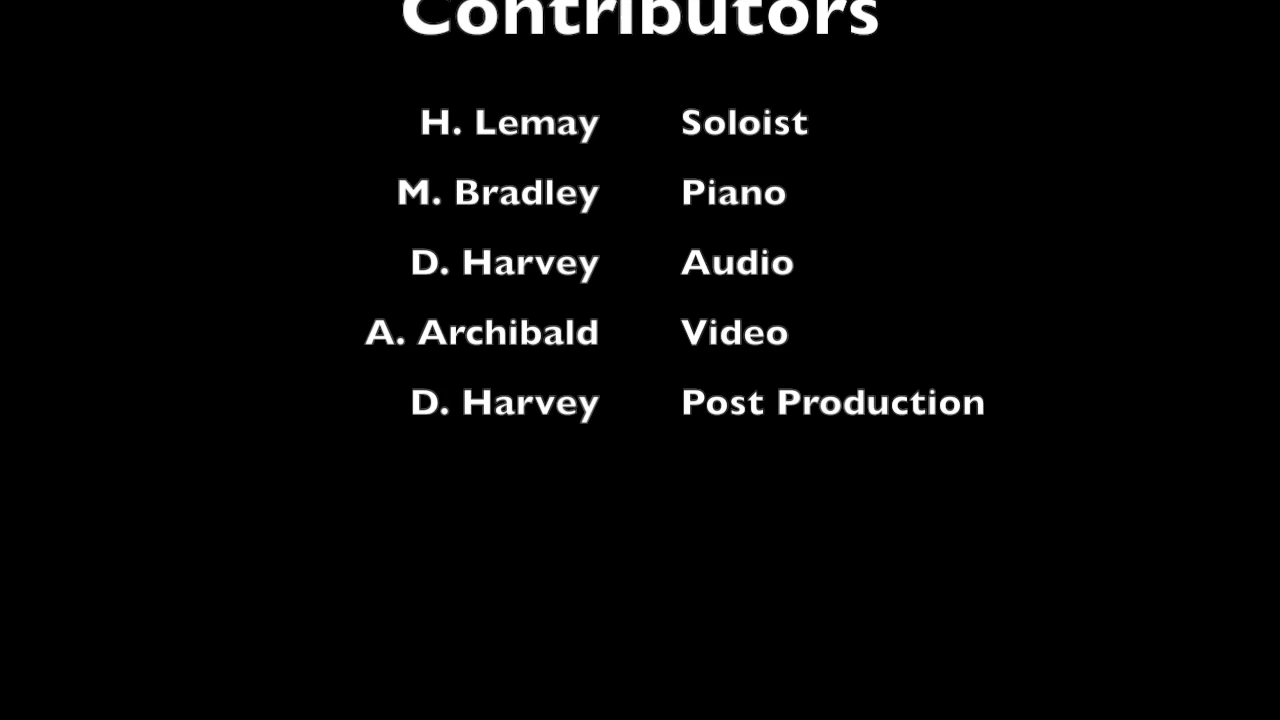 Contributors
H. Lemay Soloist
M. Bradley Piano
D. Harvey Audio
A. Archibald Video
D. Harvey Post Production